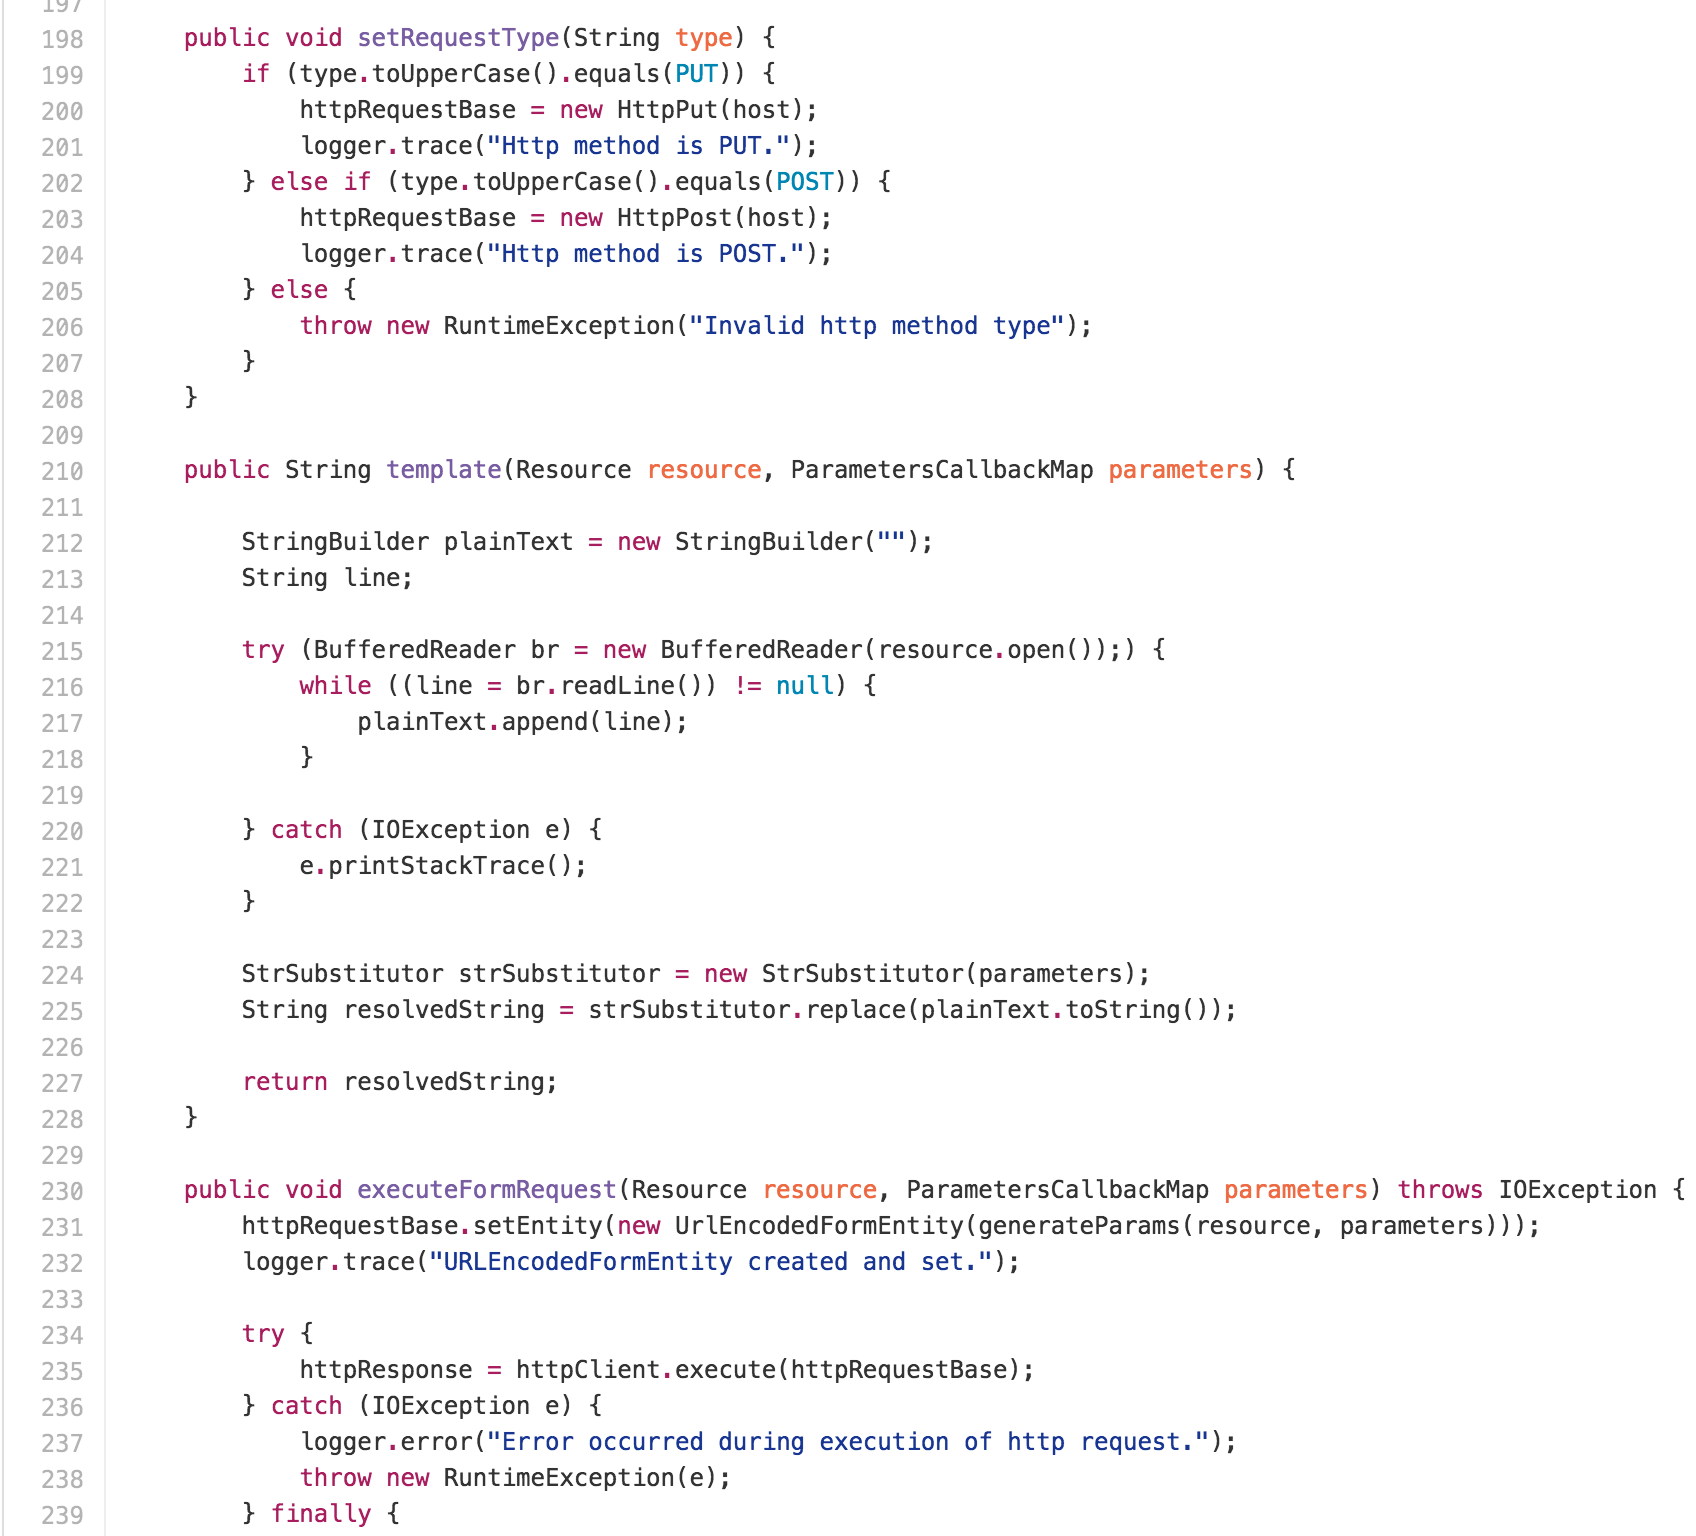 197
198 public void setRequestType(String type) {
199 if (type.toUpperCase().equals(PUT)) {
200 httpRequestBase = new HttpPut(host);
201 logger.trace("Http method is PUT.");
202 } else if (type.toUpperCase().equals(POST)) {
203 httpRequestBase = new HttpPost(host);
204 logger.trace("Http method is POST.");
205 } else {
206 throw new RuntimeException("Invalid http method type");
207 }
208 }
209
210 public String template(Resource resource, ParametersCallbackMap parameters) {
211
212 StringBuilder plainText = new StringBuilder("");
213 String line;
214
215 try (BufferedReader br = new BufferedReader(resource.open());) {
216 while ((line = br.readLine()) != null) {
217 plainText.append(line);
218 }
219
220 } catch (IOException e) {
221 e.printStackTrace();
222 }
223
224 StrSubstitutor strSubstitutor = new StrSubstitutor(parameters);
225 String resolvedString = strSubstitutor.replace(plainText.toString());
226
227 return resolvedString;
228 }
229
230 public void executeFormRequest(Resource resource, ParametersCallbackMap parameters) throws IOException {
231 httpRequestBase.setEntity(new UrlEncodedFormEntity(generateParams(resource, parameters)));
232 logger.trace("URLEncodedFormEntity created and set.");
233
234 try {
235 httpResponse = httpClient.execute(httpRequestBase);
236 } catch (IOException e) {
237 logger.error("Error occurred during execution of http request.");
238 throw new RuntimeException(e);
239 } finally {